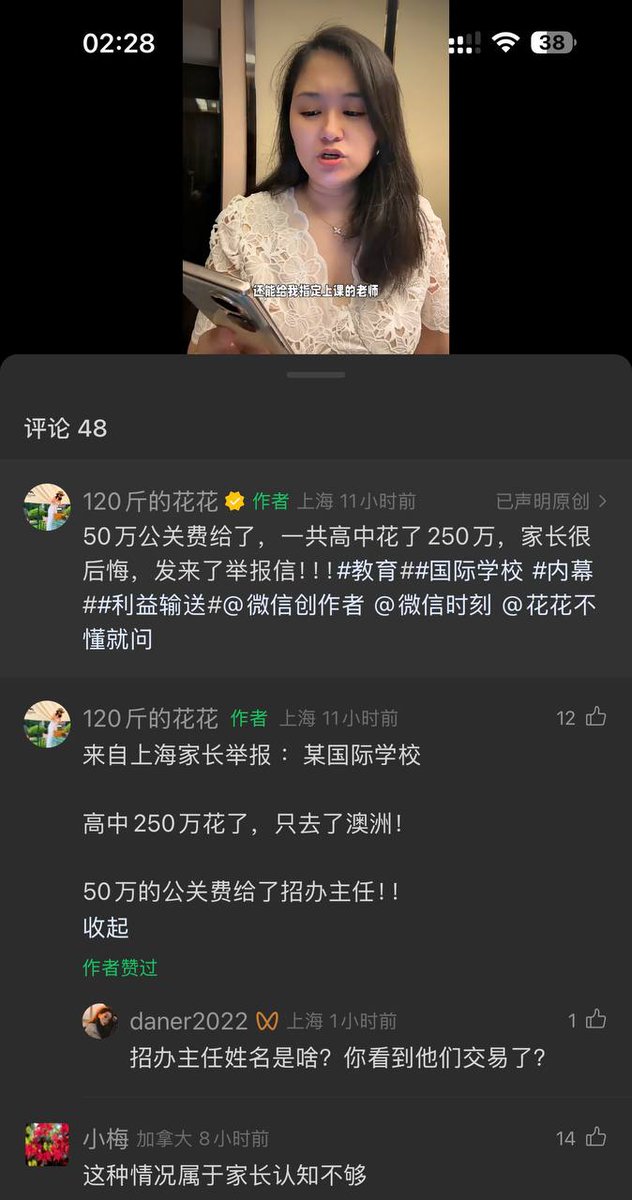 02:28
38
还能给我指定上课的老师
评论 48
120斤的花花 作者 上海 11小时前 已声明原创 >
50万公关费给了，一共高中花了250万，家长很
后悔，发来了举报信!!!#教育##国际学校 #内幕
##利益输送#@微信创作者 @微信时刻 @花花不
懂就问
120斤的花花 作者 上海 11小时前 12
来自上海家长举报：某国际学校
高中250万花了，只去了澳洲！
50万的公关费给了招办主任！！
收起
作者赞过
daner2022 上海 1小时前 1
招办主任姓名是啥？你看到他们交易了？
小梅 加拿大 8小时前 14
这种情况属于家长认知不够